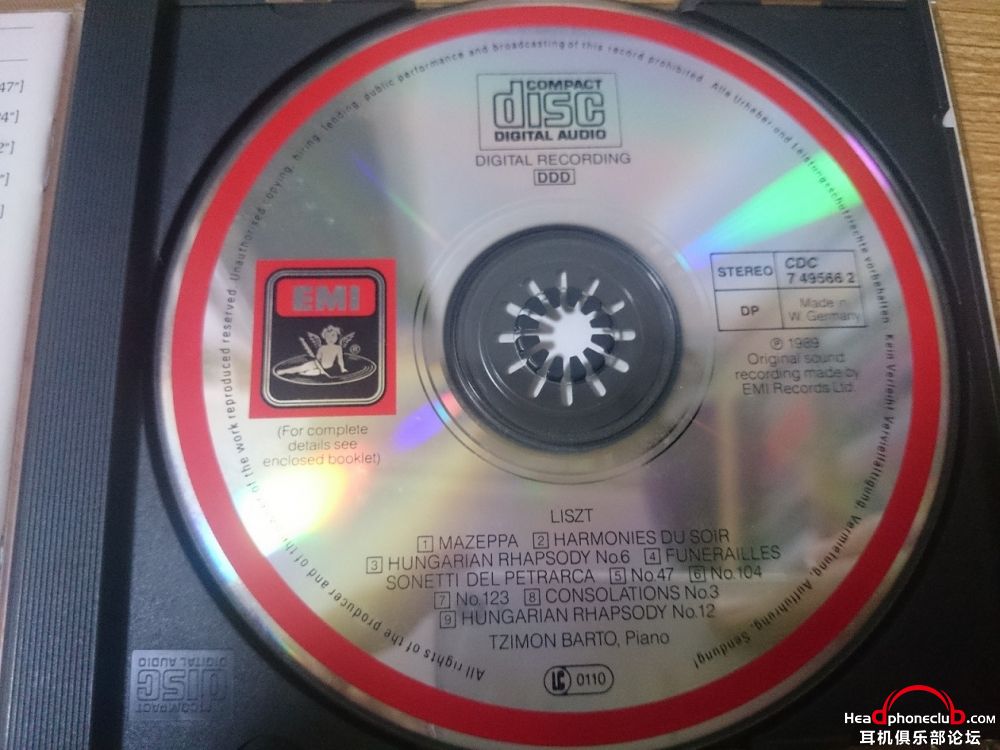 47"]
4"]
2"]
"]
]
COMPACT
disc
DIGITAL AUDIO
DIGITAL RECORDING
DDD
EMI
®
(For complete
details see
enclosed booklet)
STEREO
CDC
7 49566 2
DP
Made in
W. Germany
℗ 1989
Original sound
recording made by
EMI Records Ltd.
LISZT
1 MAZEPPA 2 HARMONIES DU SOIR
3 HUNGARIAN RHAPSODY No.6 4 FUNERAILLES
SONETTI DEL PETRARCA 5 No.47 6 No.104
7 No.123 8 CONSOLATIONS No.3
9 HUNGARIAN RHAPSODY No.12
TZIMON BARTO, Piano
LC 0110
All rights of the producer and of the owner of the work reproduced reserved. Unauthorised copying, hiring, lending, public performance and broadcasting of this record prohibited. Alle Urheber und Leistungsschutzrechte vorbehalten. Kein Verleih! Vervielfältigung, Vermietung, Aufführung, Sendung!
COMPACT
disc
DIGITAL AUDIO
Headphoneclub.com
耳机俱乐部论坛